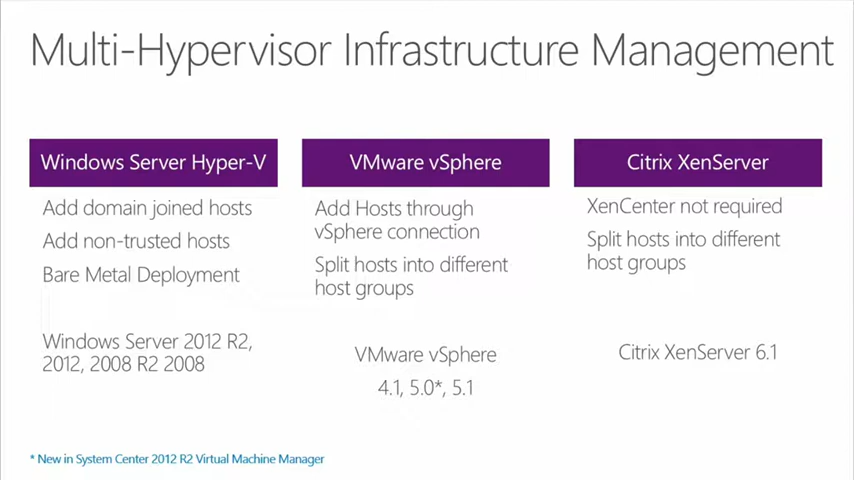 Multi-Hypervisor Infrastructure Management
Windows Server Hyper-V
Add domain joined hosts
Add non-trusted hosts
Bare Metal Deployment
Windows Server 2012 R2,
2012, 2008 R2 2008
VMware vSphere
Add Hosts through
vSphere connection
Split hosts into different
host groups
VMware vSphere
4.1, 5.0*, 5.1
Citrix XenServer
XenCenter not required
Split hosts into different
host groups
Citrix XenServer 6.1
* New in System Center 2012 R2 Virtual Machine Manager